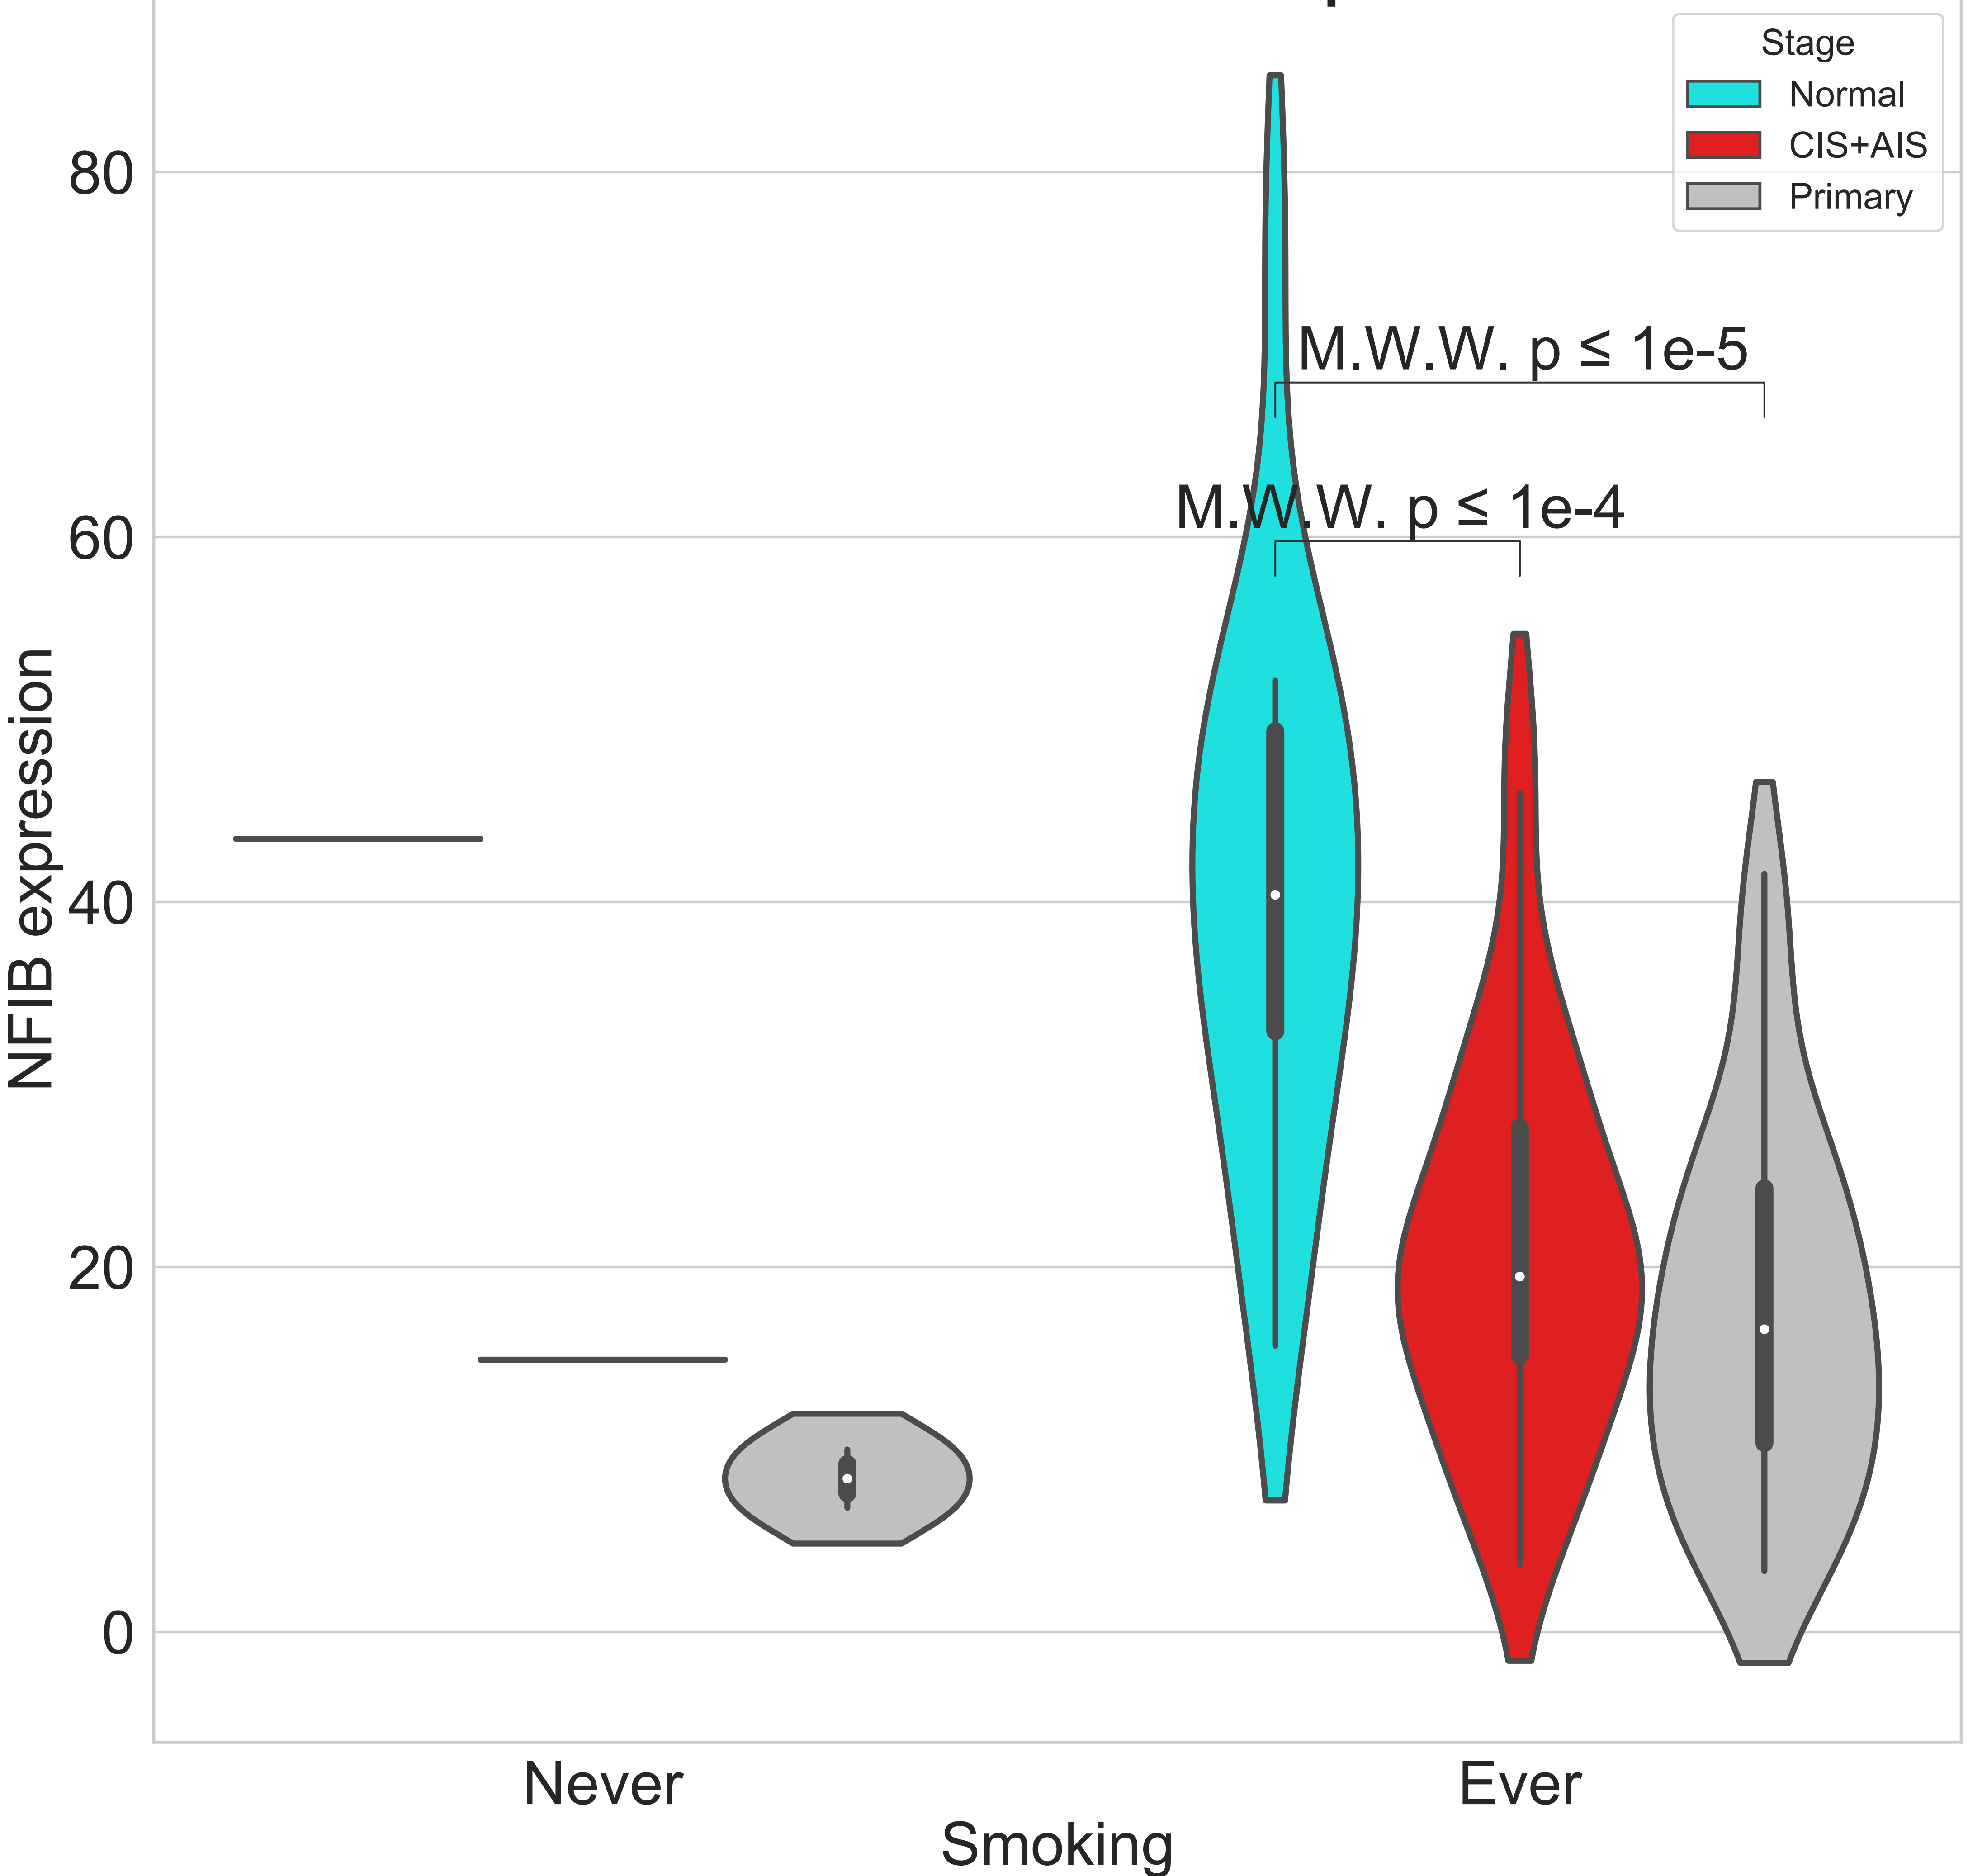 Stage
Normal
CIS+AIS
Primary
80
60
40
20
0
NFIB expression
M.W.W. p ≤ 1e-5
M.W.W. p ≤ 1e-4
Never
Ever
Smoking